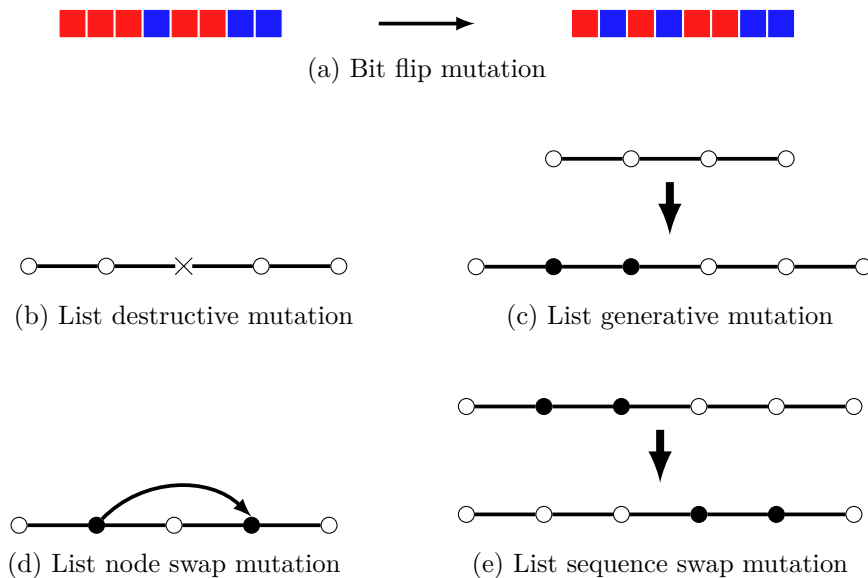 (a) Bit flip mutation
(b) List destructive mutation
(c) List generative mutation
(d) List node swap mutation
(e) List sequence swap mutation